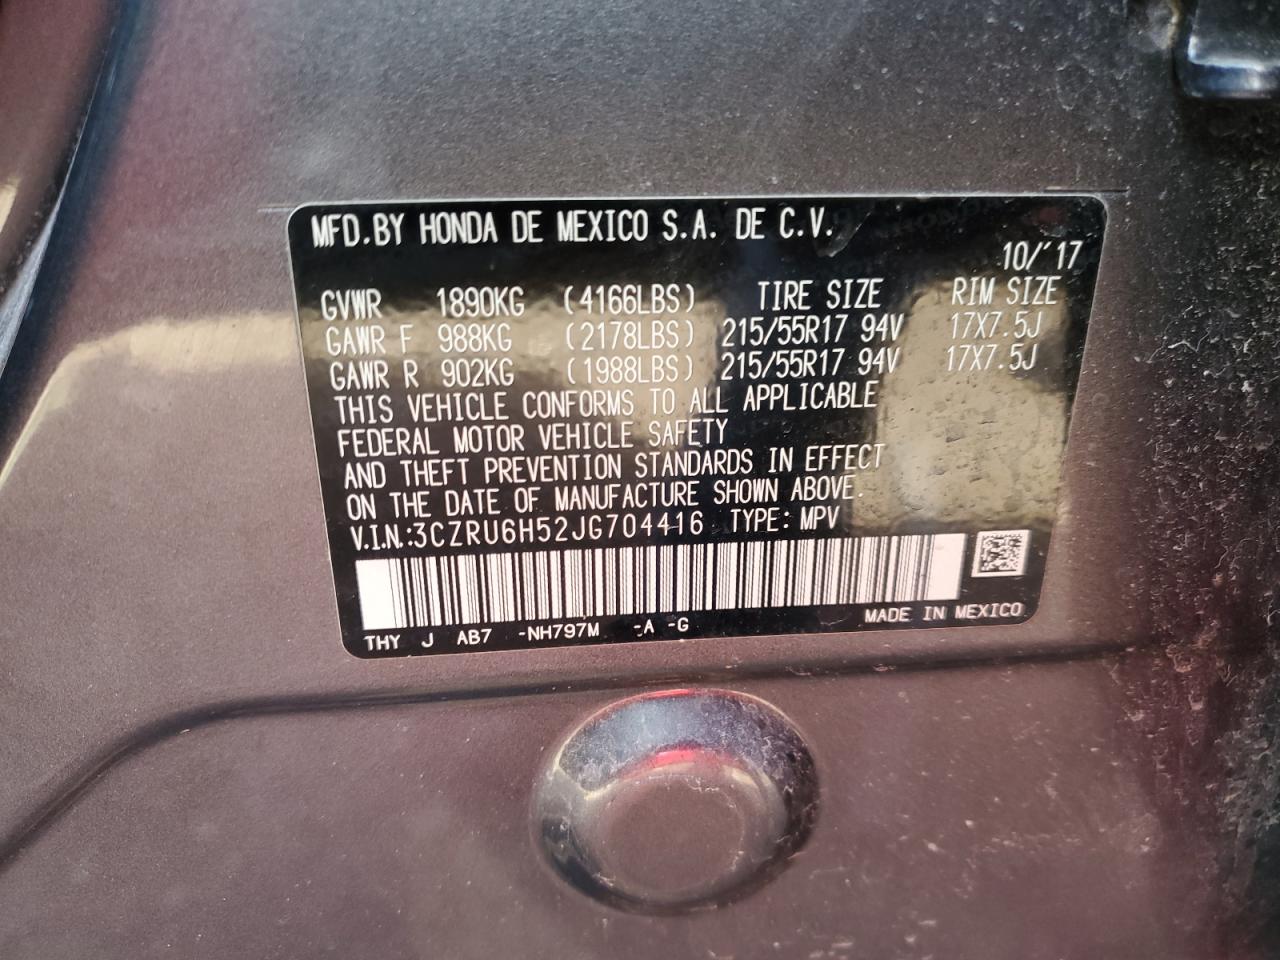 MFD.BY HONDA DE MEXICO S.A. DE C.V.
10/'17
GVWR 1890KG (4166LBS) TIRE SIZE RIM SIZE
GAWR F 988KG (2178LBS) 215/55R17 94V 17X7.5J
GAWR R 902KG (1988LBS) 215/55R17 94V 17X7.5J
THIS VEHICLE CONFORMS TO ALL APPLICABLE
FEDERAL MOTOR VEHICLE SAFETY
AND THEFT PREVENTION STANDARDS IN EFFECT
ON THE DATE OF MANUFACTURE SHOWN ABOVE.
V.I.N.:3CZRU6H52JG704416 TYPE: MPV
THY J AB7 -NH797M -A -G MADE IN MEXICO